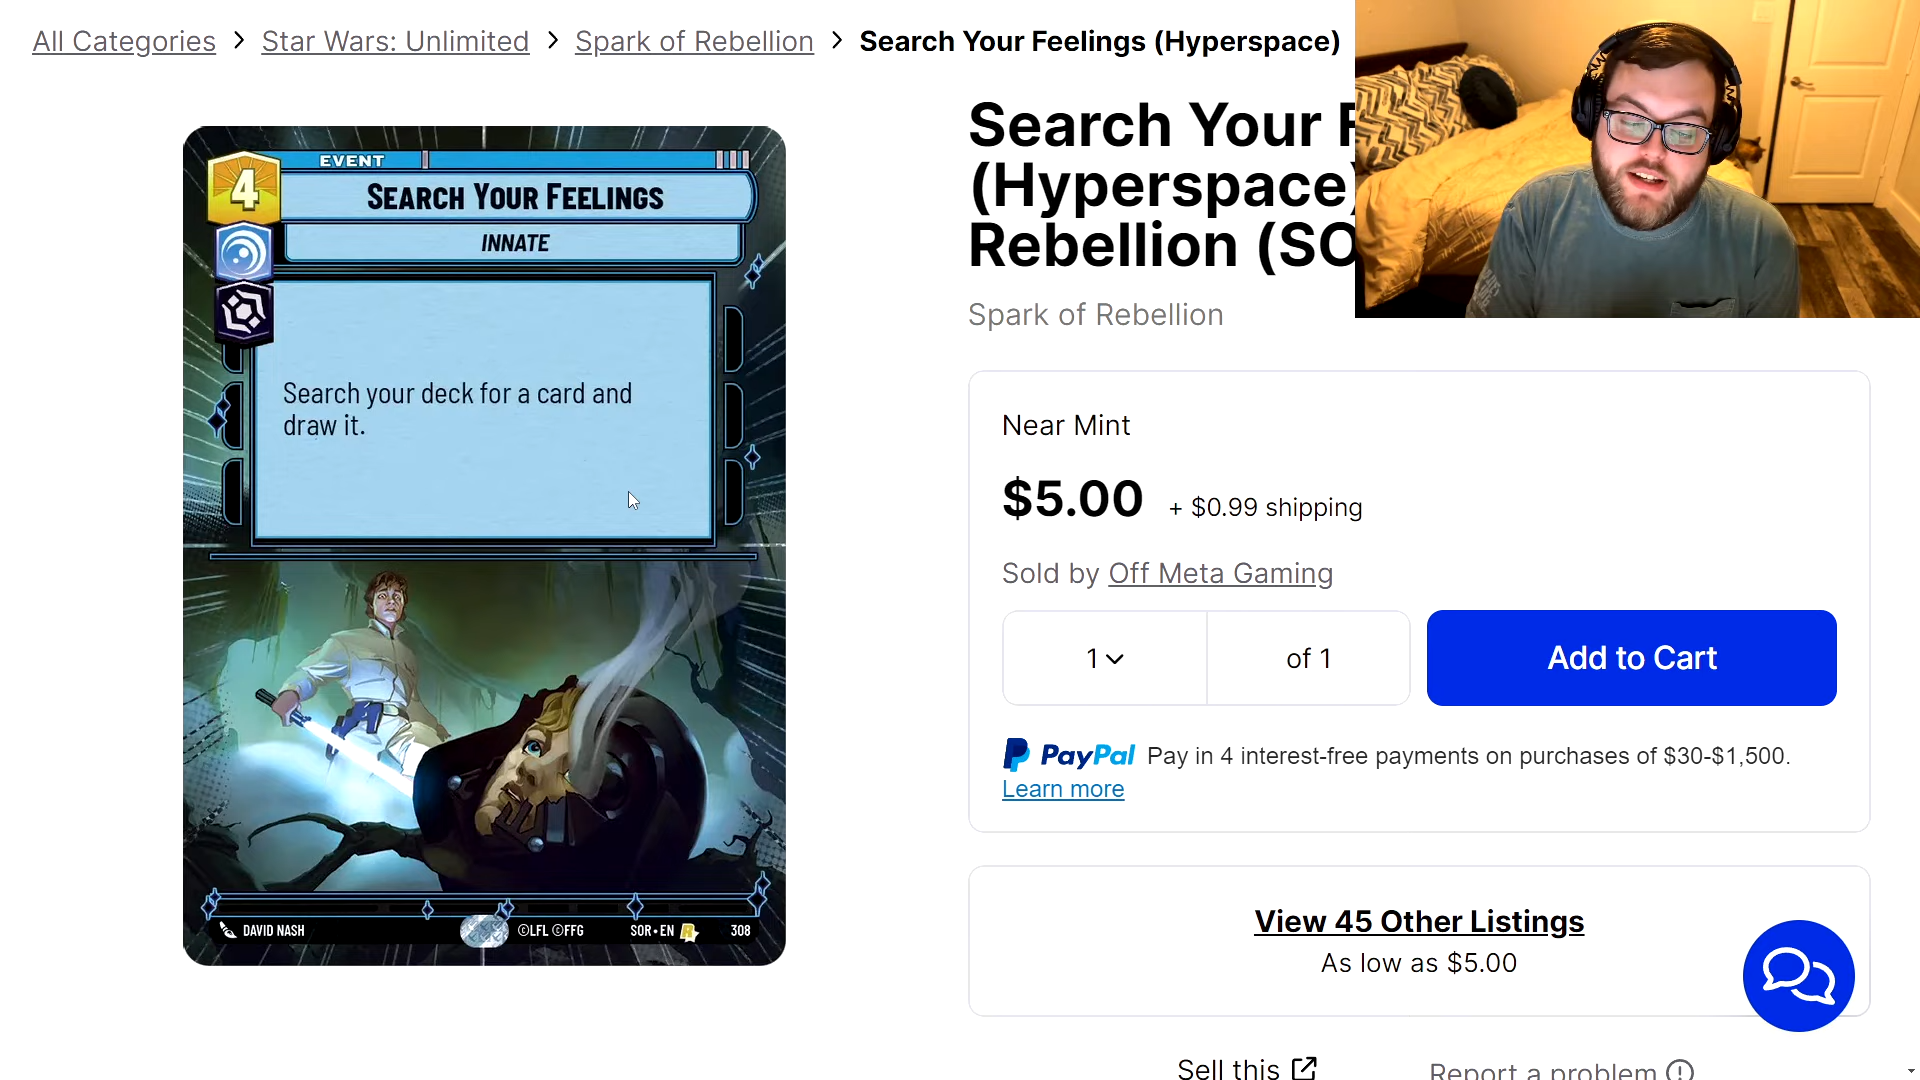 All Categories > Star Wars: Unlimited > Spark of Rebellion > Search Your Feelings (Hyperspace)
EVENT
4
SEARCH YOUR FEELINGS
INNATE
Search your deck for a card and
draw it.
DAVID NASH
©LFL ©FFG
SOR•EN
R
308
Search Your
(Hyperspace)
Rebellion (SO
Spark of Rebellion
Near Mint
$5.00 + $0.99 shipping
Sold by Off Meta Gaming
1
of 1
Add to Cart
PayPal Pay in 4 interest-free payments on purchases of $30-$1,500.
Learn more
View 45 Other Listings
As low as $5.00
Sell this
Report a problem